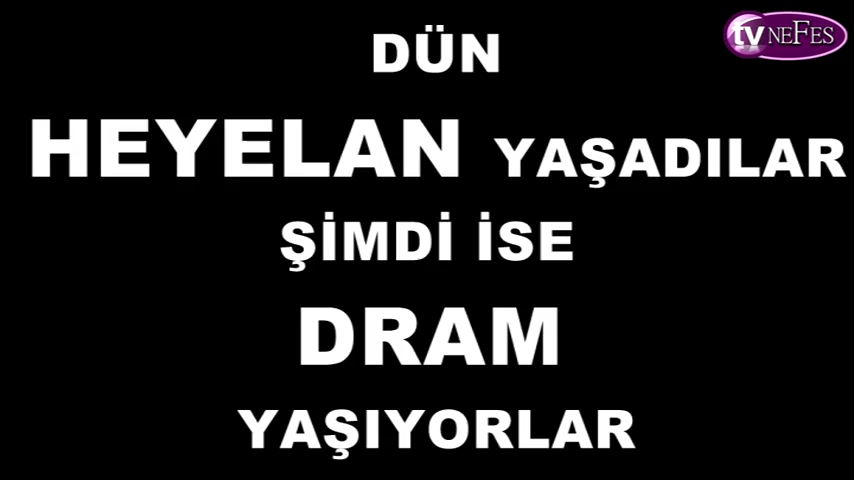 DÜN
HEYELAN YAŞADILAR
ŞİMDİ İSE
DRAM
YAŞIYORLAR
tv NEFES